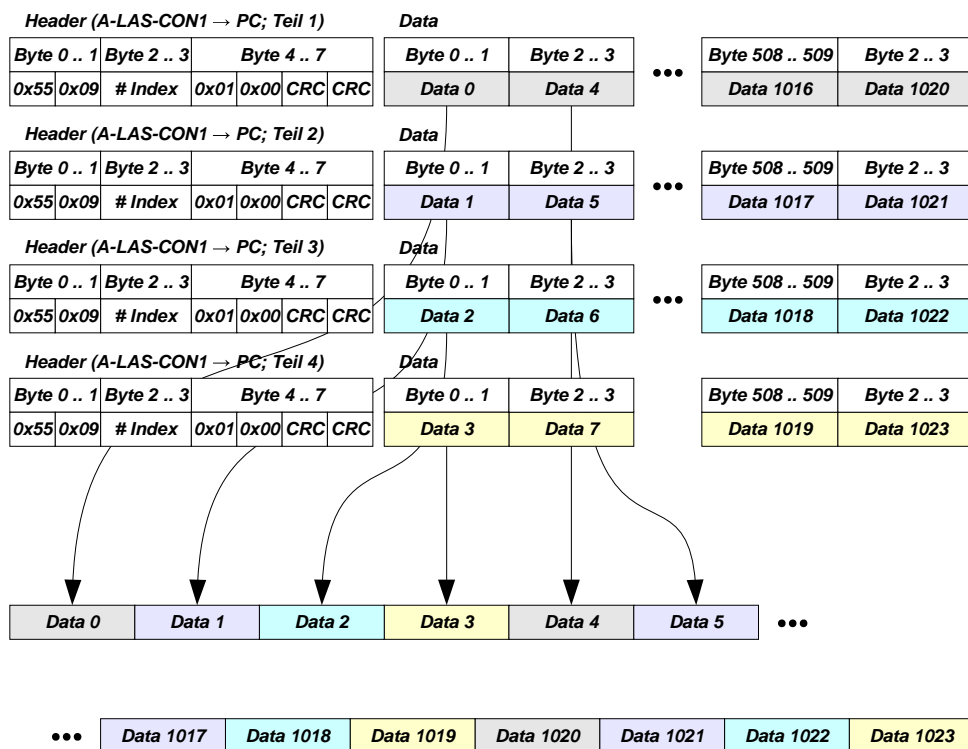 Header (A-LAS-CON1 → PC; Teil 1) Data
Byte 0 .. 1 Byte 2 .. 3 Byte 4 .. 7 Byte 0 .. 1 Byte 2 .. 3 ••• Byte 508 .. 509 Byte 2 .. 3
0x55 0x09 # Index 0x01 0x00 CRC CRC Data 0 Data 4 Data 1016 Data 1020
Header (A-LAS-CON1 → PC; Teil 2) Data
Byte 0 .. 1 Byte 2 .. 3 Byte 4 .. 7 Byte 0 .. 1 Byte 2 .. 3 ••• Byte 508 .. 509 Byte 2 .. 3
0x55 0x09 # Index 0x01 0x00 CRC CRC Data 1 Data 5 Data 1017 Data 1021
Header (A-LAS-CON1 → PC; Teil 3) Data
Byte 0 .. 1 Byte 2 .. 3 Byte 4 .. 7 Byte 0 .. 1 Byte 2 .. 3 ••• Byte 508 .. 509 Byte 2 .. 3
0x55 0x09 # Index 0x01 0x00 CRC CRC Data 2 Data 6 Data 1018 Data 1022
Header (A-LAS-CON1 → PC; Teil 4) Data
Byte 0 .. 1 Byte 2 .. 3 Byte 4 .. 7 Byte 0 .. 1 Byte 2 .. 3 Byte 508 .. 509 Byte 2 .. 3
0x55 0x09 # Index 0x01 0x00 CRC CRC Data 3 Data 7 Data 1019 Data 1023
Data 0 Data 1 Data 2 Data 3 Data 4 Data 5 •••
••• Data 1017 Data 1018 Data 1019 Data 1020 Data 1021 Data 1022 Data 1023